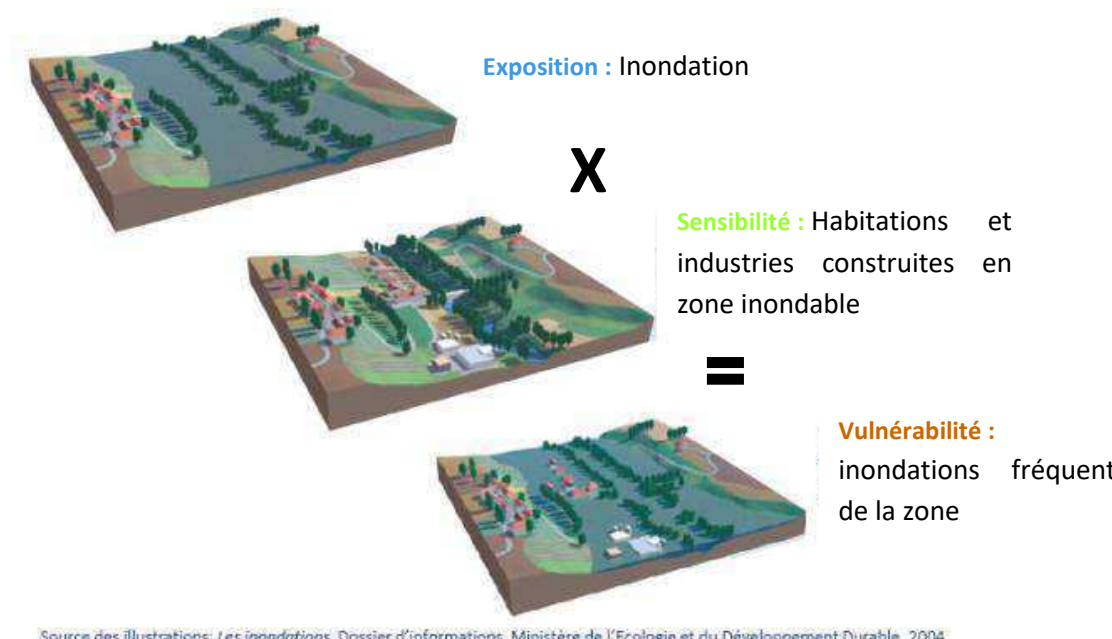 Exposition : Inondation
X
Sensibilité : Habitations et
industries construites en
zone inondable
=
Vulnérabilité :
inondations fréquent
de la zone
Source des illustrations: Les inondations. Dossier d'informations. Ministère de l'Ecologie et du Développement Durable, 2004